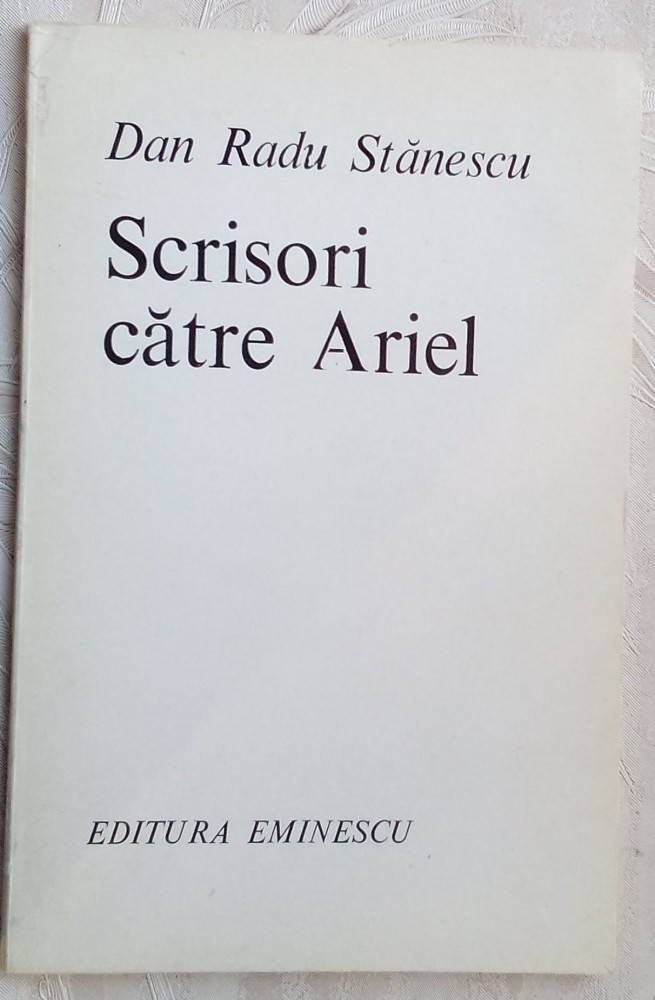 Dan Radu Stănescu
Scrisori
către Ariel
EDITURA EMINESCU